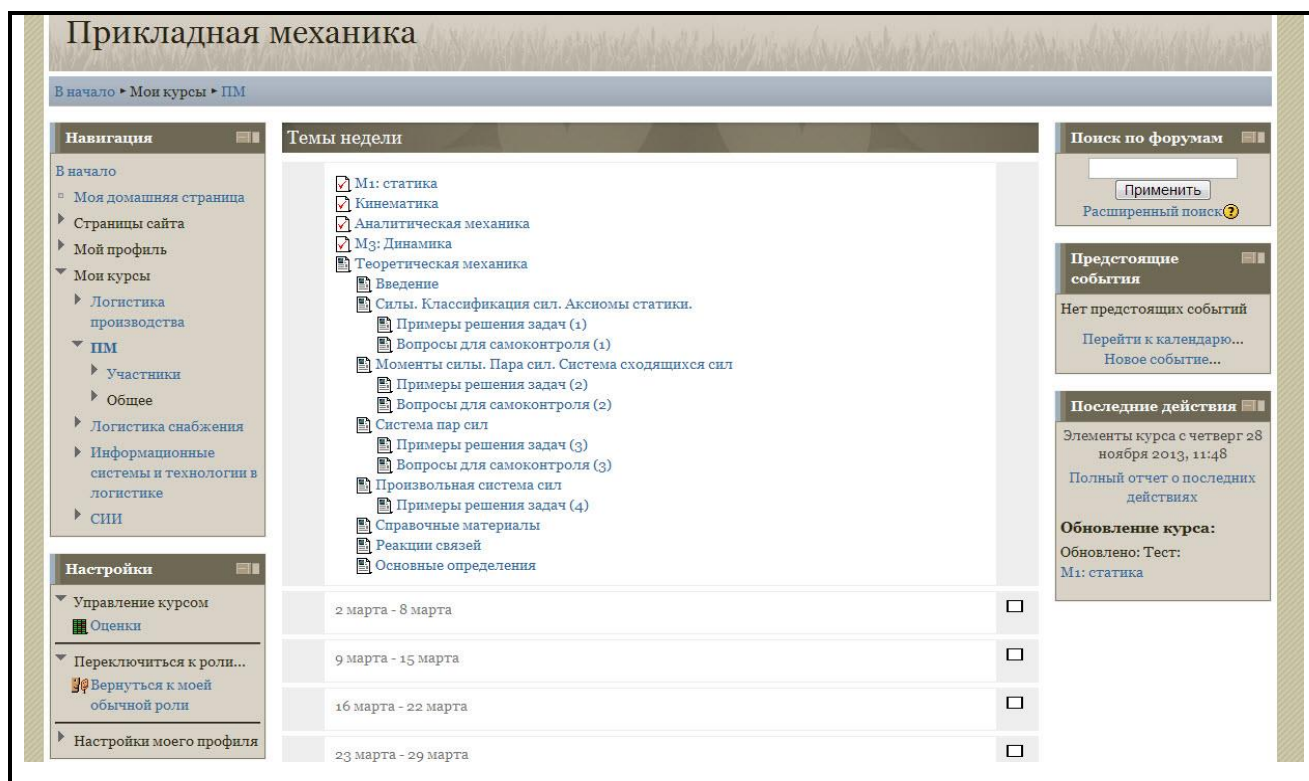 Прикладная механика
В начало ► Мои курсы ► ПМ
Навигация
В начало
Моя домашняя страница
Страницы сайта
Мой профиль
Мои курсы
Логистика
производства
ПМ
Участники
Общее
Логистика снабжения
Информационные
системы и технологии в
логистике
СИИ
Настройки
Управление курсом
Оценки
Переключиться к роли...
Вернуться к моей
обычной роли
Настройки моего профиля
Темы недели
М1: статика
Кинематика
Аналитическая механика
М3: Динамика
Теоретическая механика
Введение
Силы. Классификация сил. Аксиомы статики.
Примеры решения задач (1)
Вопросы для самоконтроля (1)
Моменты силы. Пара сил. Система сходящихся сил
Примеры решения задач (2)
Вопросы для самоконтроля (2)
Система пар сил
Примеры решения задач (3)
Вопросы для самоконтроля (3)
Произвольная система сил
Примеры решения задач (4)
Справочные материалы
Реакции связей
Основные определения
2 марта - 8 марта
9 марта - 15 марта
16 марта - 22 марта
23 марта - 29 марта
Поиск по форумам
Применить
Расширенный поиск?
Предстоящие
события
Нет предстоящих событий
Перейти к календарю...
Новое событие...
Последние действия
Элементы курса с четверг 28
ноября 2013, 11:48
Полный отчет о последних
действиях
Обновление курса:
Обновлено: Тест:
М1: статика